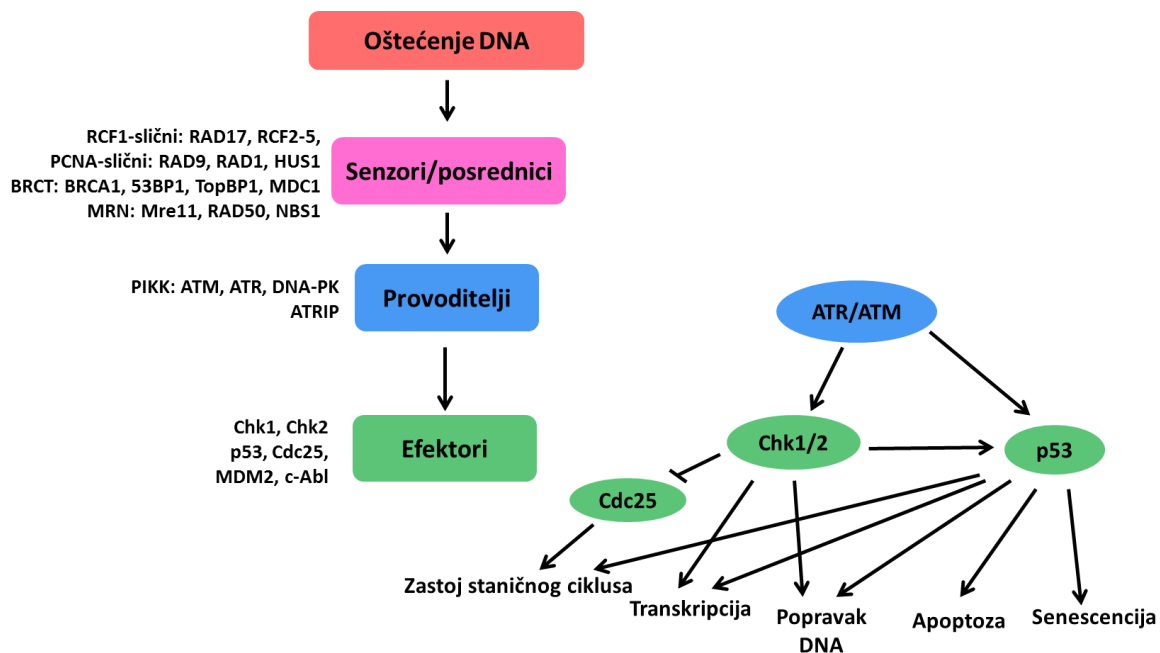 Oštećenje DNA
RCF1-slični: RAD17, RCF2-5,
PCNA-slični: RAD9, RAD1, HUS1
BRCT: BRCA1, 53BP1, TopBP1, MDC1
MRN: Mre11, RAD50, NBS1
Senzori/posrednici
PIKK: ATM, ATR, DNA-PK
ATRIP
Provoditelji
Chk1, Chk2
p53, Cdc25,
MDM2, c-Abl
Efektori
ATR/ATM
Chk1/2
p53
Cdc25
Zastoj staničnog ciklusa
Transkripcija
Popravak
DNA
Apoptoza
Senescencija